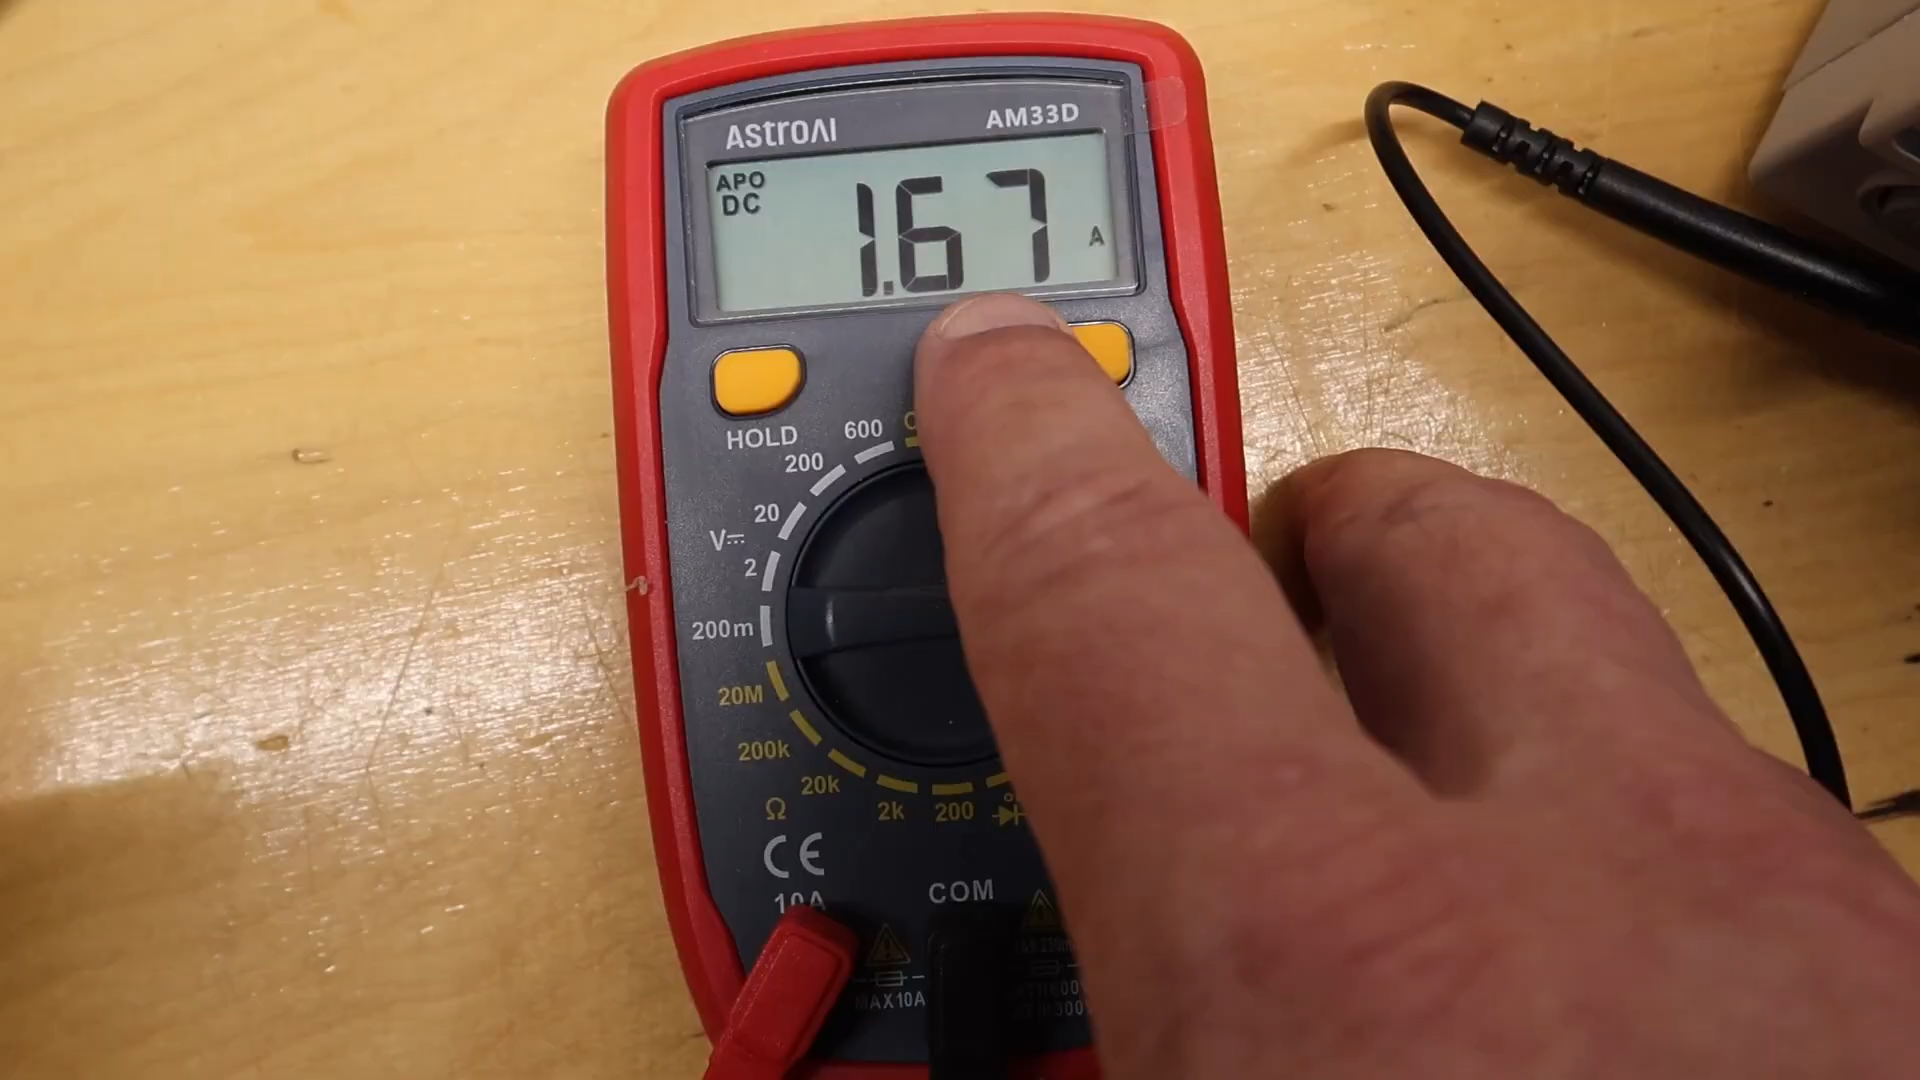 AstroAI AM33D
APO
DC
1.67 A
HOLD
600
200
20
V
2
200m
20M
200k
20k
Ω
2k
200
CE
10A
COM
MAX10A